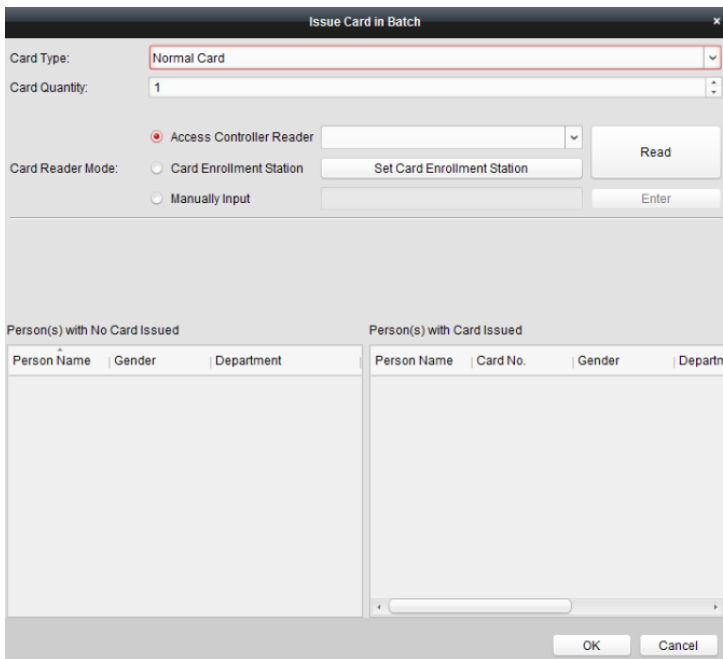 Issue Card in Batch ×
Card Type: Normal Card
Card Quantity: 1
Access Controller Reader
Read
Card Reader Mode: Card Enrollment Station Set Card Enrollment Station
Manually Input Enter
Person(s) with No Card Issued Person(s) with Card Issued
Person Name Gender Department Person Name Card No. Gender Departn
OK Cancel